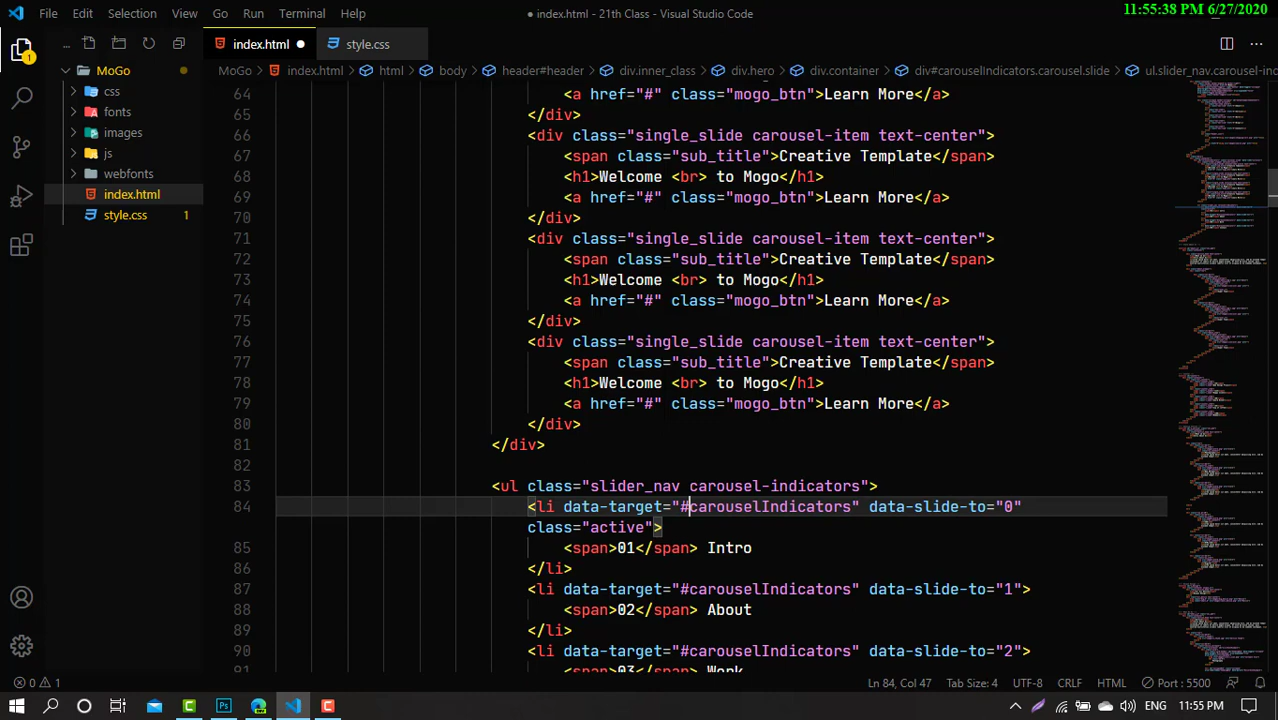 File Edit Selection View Go Run Terminal Help
● index.html - 21th Class - Visual Studio Code
11:55:38 PM 6/27/2020
index.html ●
style.css
MoGo
css
fonts
images
js
webfonts
index.html
style.css 1
MoGo > index.html > html > body > header#header > div.inner_class > div.hero > div.container > div#carouselIndicators.carousel.slide > ul.slider_nav.carousel-inc
64 <a href="#" class="mogo_btn">Learn More</a>
65 </div>
66 <div class="single_slide carousel-item text-center">
67 <span class="sub_title">Creative Template</span>
68 <h1>Welcome <br> to Mogo</h1>
69 <a href="#" class="mogo_btn">Learn More</a>
70 </div>
71 <div class="single_slide carousel-item text-center">
72 <span class="sub_title">Creative Template</span>
73 <h1>Welcome <br> to Mogo</h1>
74 <a href="#" class="mogo_btn">Learn More</a>
75 </div>
76 <div class="single_slide carousel-item text-center">
77 <span class="sub_title">Creative Template</span>
78 <h1>Welcome <br> to Mogo</h1>
79 <a href="#" class="mogo_btn">Learn More</a>
80 </div>
81 </div>
82
83 <ul class="slider_nav carousel-indicators">
84 <li data-target="#carouselIndicators" data-slide-to="0"
class="active">
85 <span>01</span> Intro
86 </li>
87 <li data-target="#carouselIndicators" data-slide-to="1">
88 <span>02</span> About
89 </li>
90 <li data-target="#carouselIndicators" data-slide-to="2">
91 <span>03</span> Work
0 1
Ln 84, Col 47 Tab Size: 4 UTF-8 CRLF HTML Port : 5500
ENG 11:55 PM